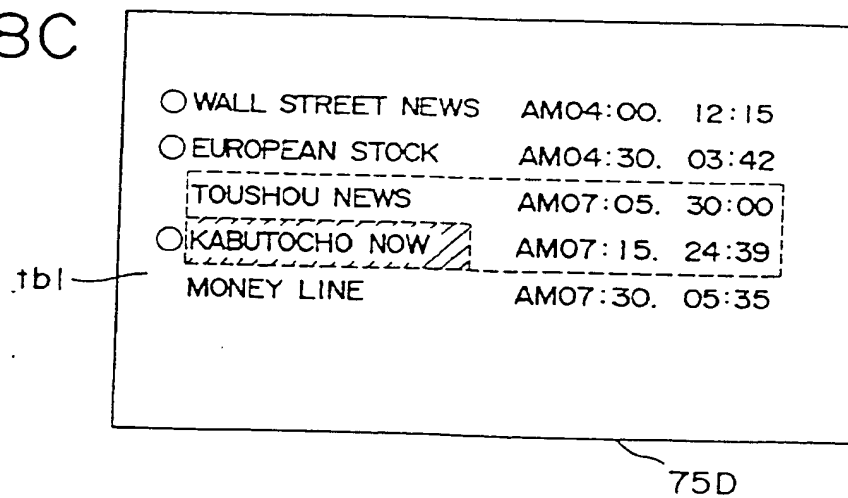 8C
○ WALL STREET NEWS AM04:00. 12:15
○ EUROPEAN STOCK AM04:30. 03:42
TOUSHOU NEWS AM07:05. 30:00
○ KABUTOCHO NOW AM07:15. 24:39
tbl
MONEY LINE AM07:30. 05:35
75D